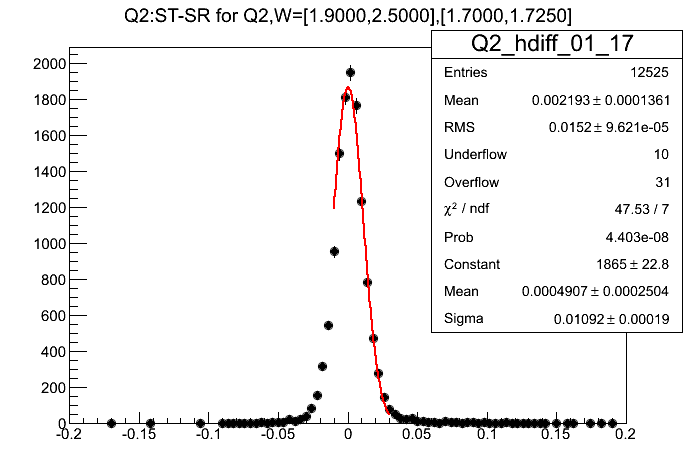 Q2:ST-SR for Q2,W=[1.9000,2.5000],[1.7000,1.7250]
Q2_hdiff_01_17
Entries 12525
Mean 0.002193 ± 0.0001361
RMS 0.0152 ± 9.621e-05
Underflow 10
Overflow 31
χ² / ndf 47.53 / 7
Prob 4.403e-08
Constant 1865 ± 22.8
Mean 0.0004907 ± 0.0002504
Sigma 0.01092 ± 0.00019
2000
1800
1600
1400
1200
1000
800
600
400
200
0
-0.2 -0.15 -0.1 -0.05 0 0.05 0.1 0.15 0.2